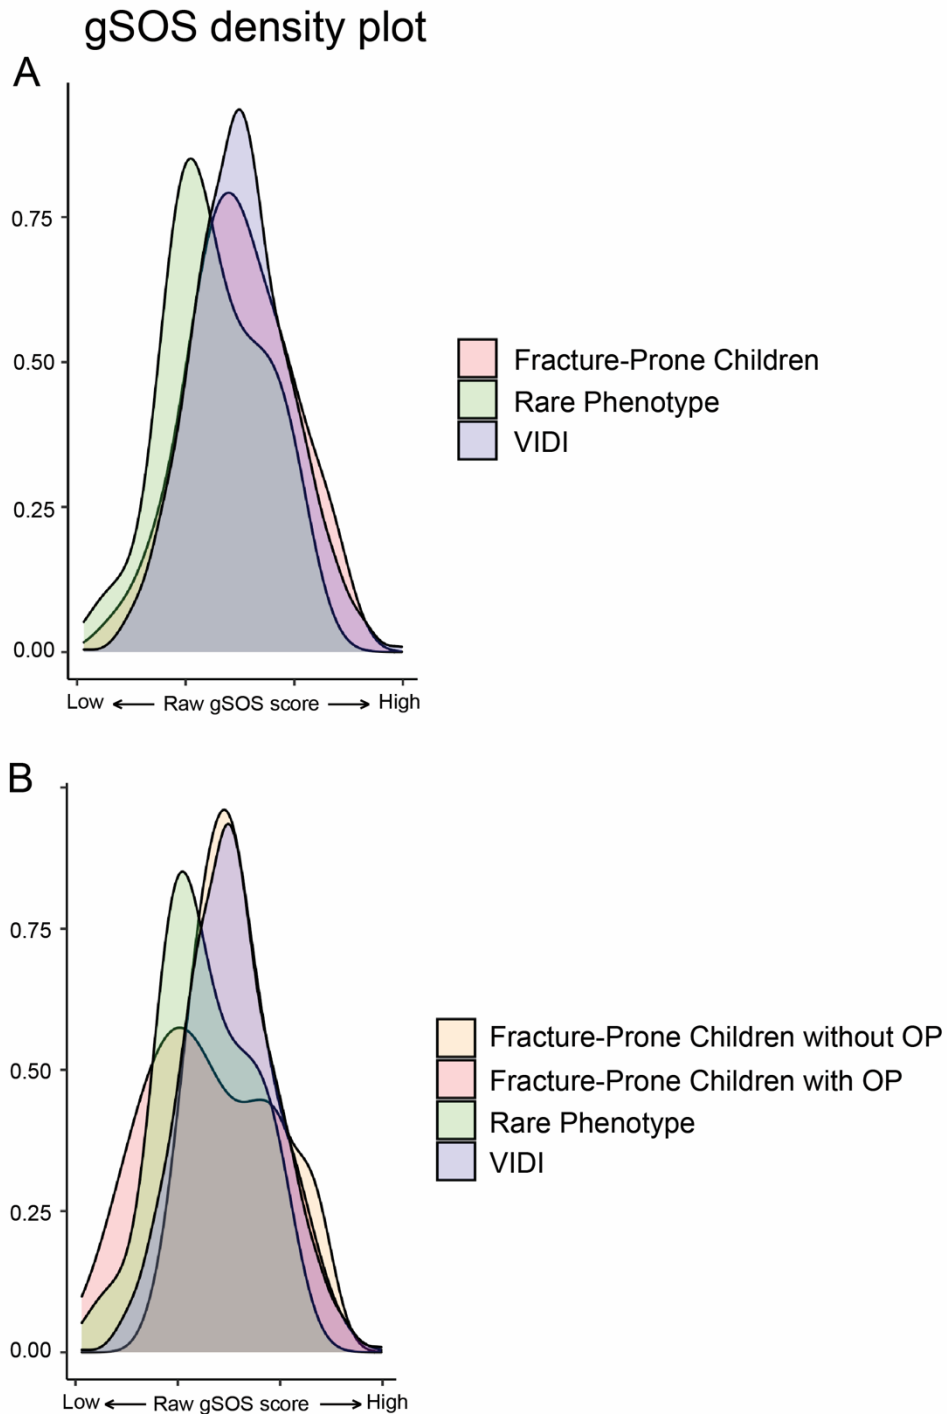 gSOS density plot
A
0.75
0.50
0.25
0.00
Low ← Raw gSOS score → High
Fracture-Prone Children
Rare Phenotype
VIDI
B
0.75
0.50
0.25
0.00
Low ← Raw gSOS score → High
Fracture-Prone Children without OP
Fracture-Prone Children with OP
Rare Phenotype
VIDI